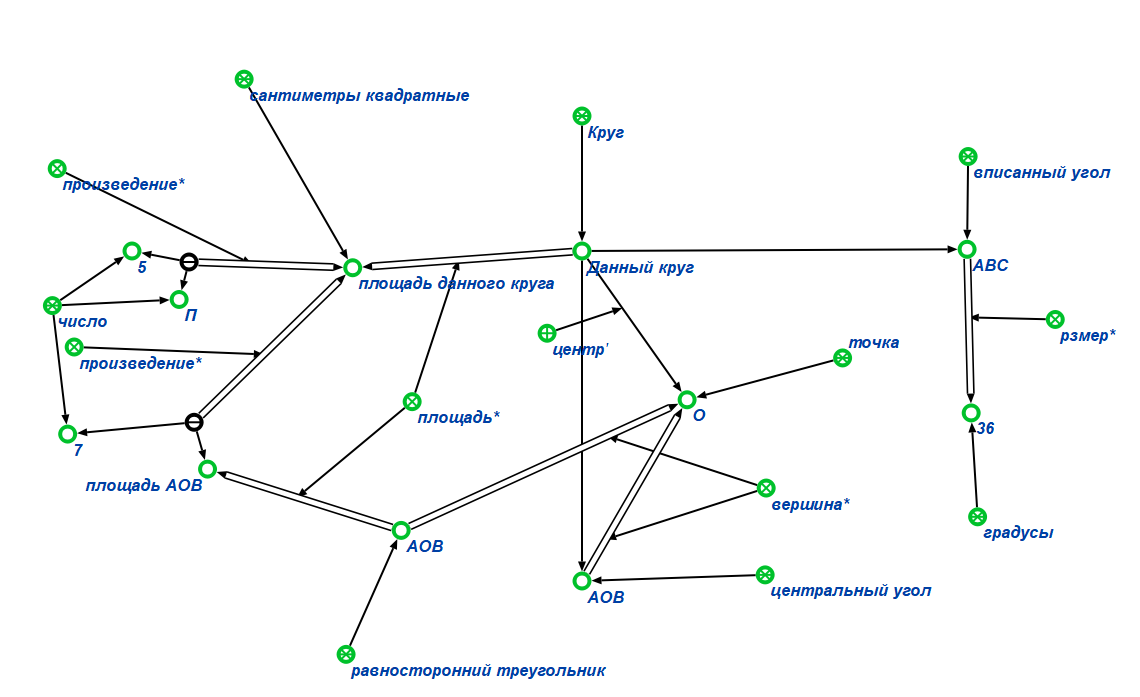 сантиметры квадратные
Круг
вписанный угол
произведение*
5
Данный круг
ABC
площадь данного круга
П
число
рзмер*
центр'
точка
произведение*
О
площадь*
36
7
площадь АОВ
вершина*
градусы
АОВ
АОВ
центральный угол
равносторонний треугольник